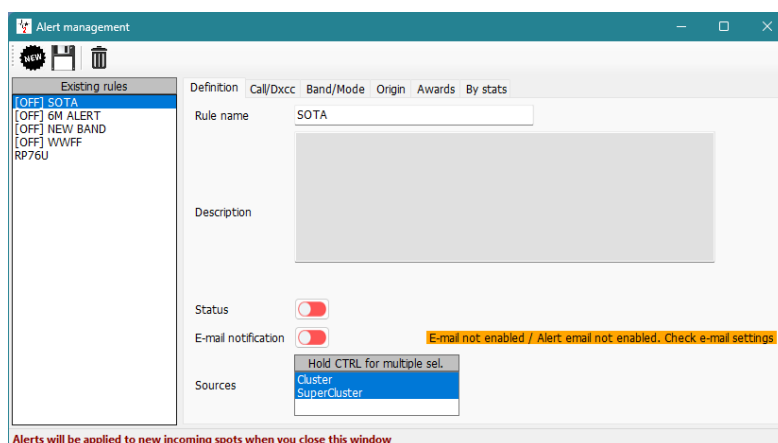 Alert management
NEW
Existing rules
[OFF] SOTA
[OFF] 6M ALERT
[OFF] NEW BAND
[OFF] WWFF
RP76U
Definition Call/Dxcc Band/Mode Origin Awards By stats
Rule name SOTA
Description
Status
E-mail notification E-mail not enabled / Alert email not enabled. Check e-mail settings
Hold CTRL for multiple sel.
Sources
Cluster
SuperCluster
Alerts will be applied to new incoming spots when you close this window